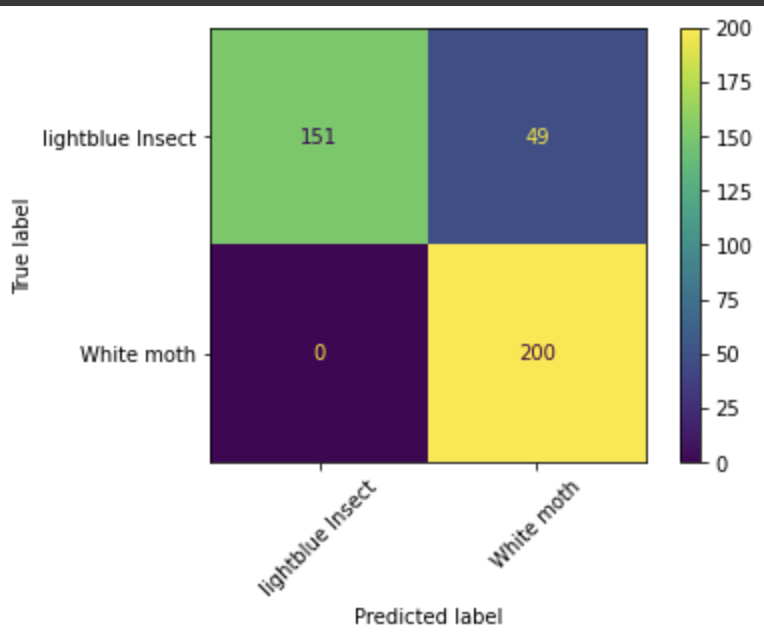 200
175
150
125
100
75
50
25
0
True label
lightblue Insect
151
49
White moth
0
200
lightblue Insect
White moth
Predicted label